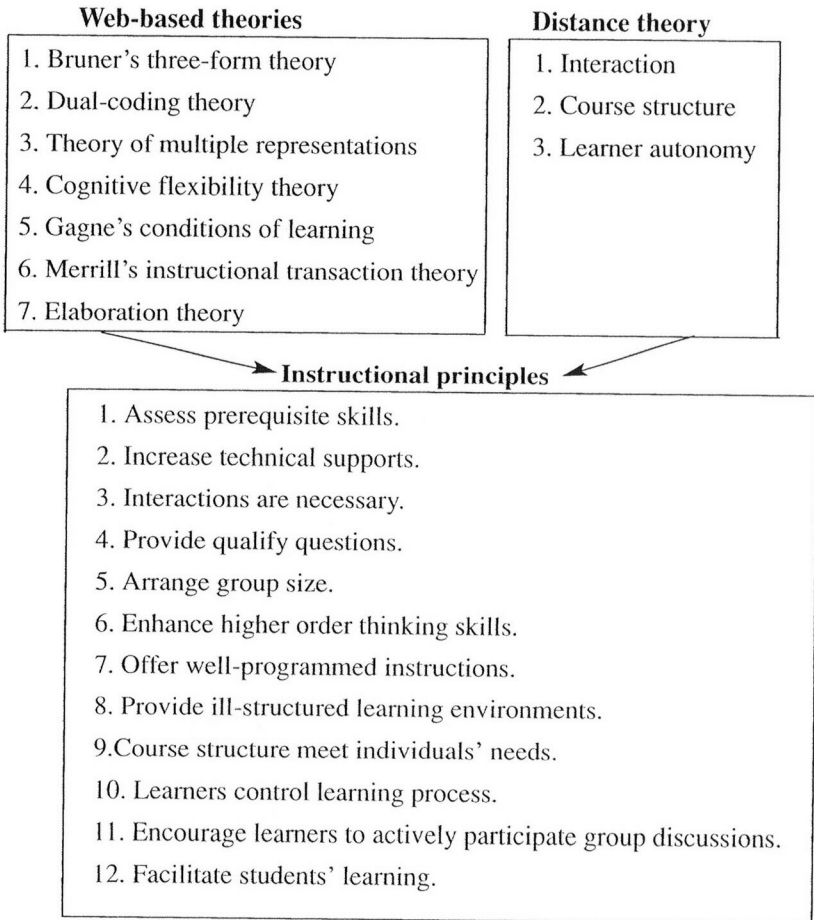 Web-based theories
1. Bruner's three-form theory
2. Dual-coding theory
3. Theory of multiple representations
4. Cognitive flexibility theory
5. Gagne's conditions of learning
6. Merrill's instructional transaction theory
7. Elaboration theory
Distance theory
1. Interaction
2. Course structure
3. Learner autonomy
Instructional principles
1. Assess prerequisite skills.
2. Increase technical supports.
3. Interactions are necessary.
4. Provide qualify questions.
5. Arrange group size.
6. Enhance higher order thinking skills.
7. Offer well-programmed instructions.
8. Provide ill-structured learning environments.
9.Course structure meet individuals' needs.
10. Learners control learning process.
11. Encourage learners to actively participate group discussions.
12. Facilitate students' learning.